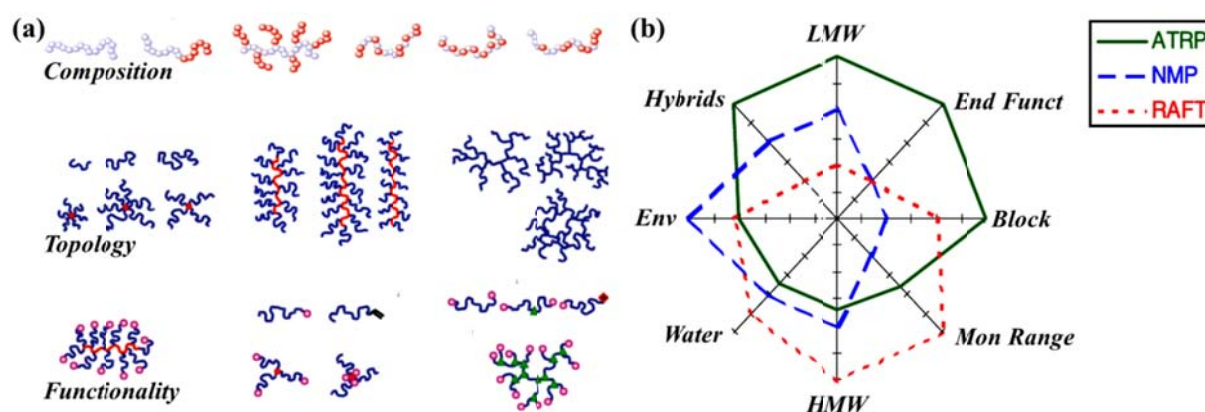 (a)
Composition
Topology
Functionality
(b)
LMW
Hybrids
End Funct
Env
Block
Water
Mon Range
HMW
ATRP
NMP
RAFT